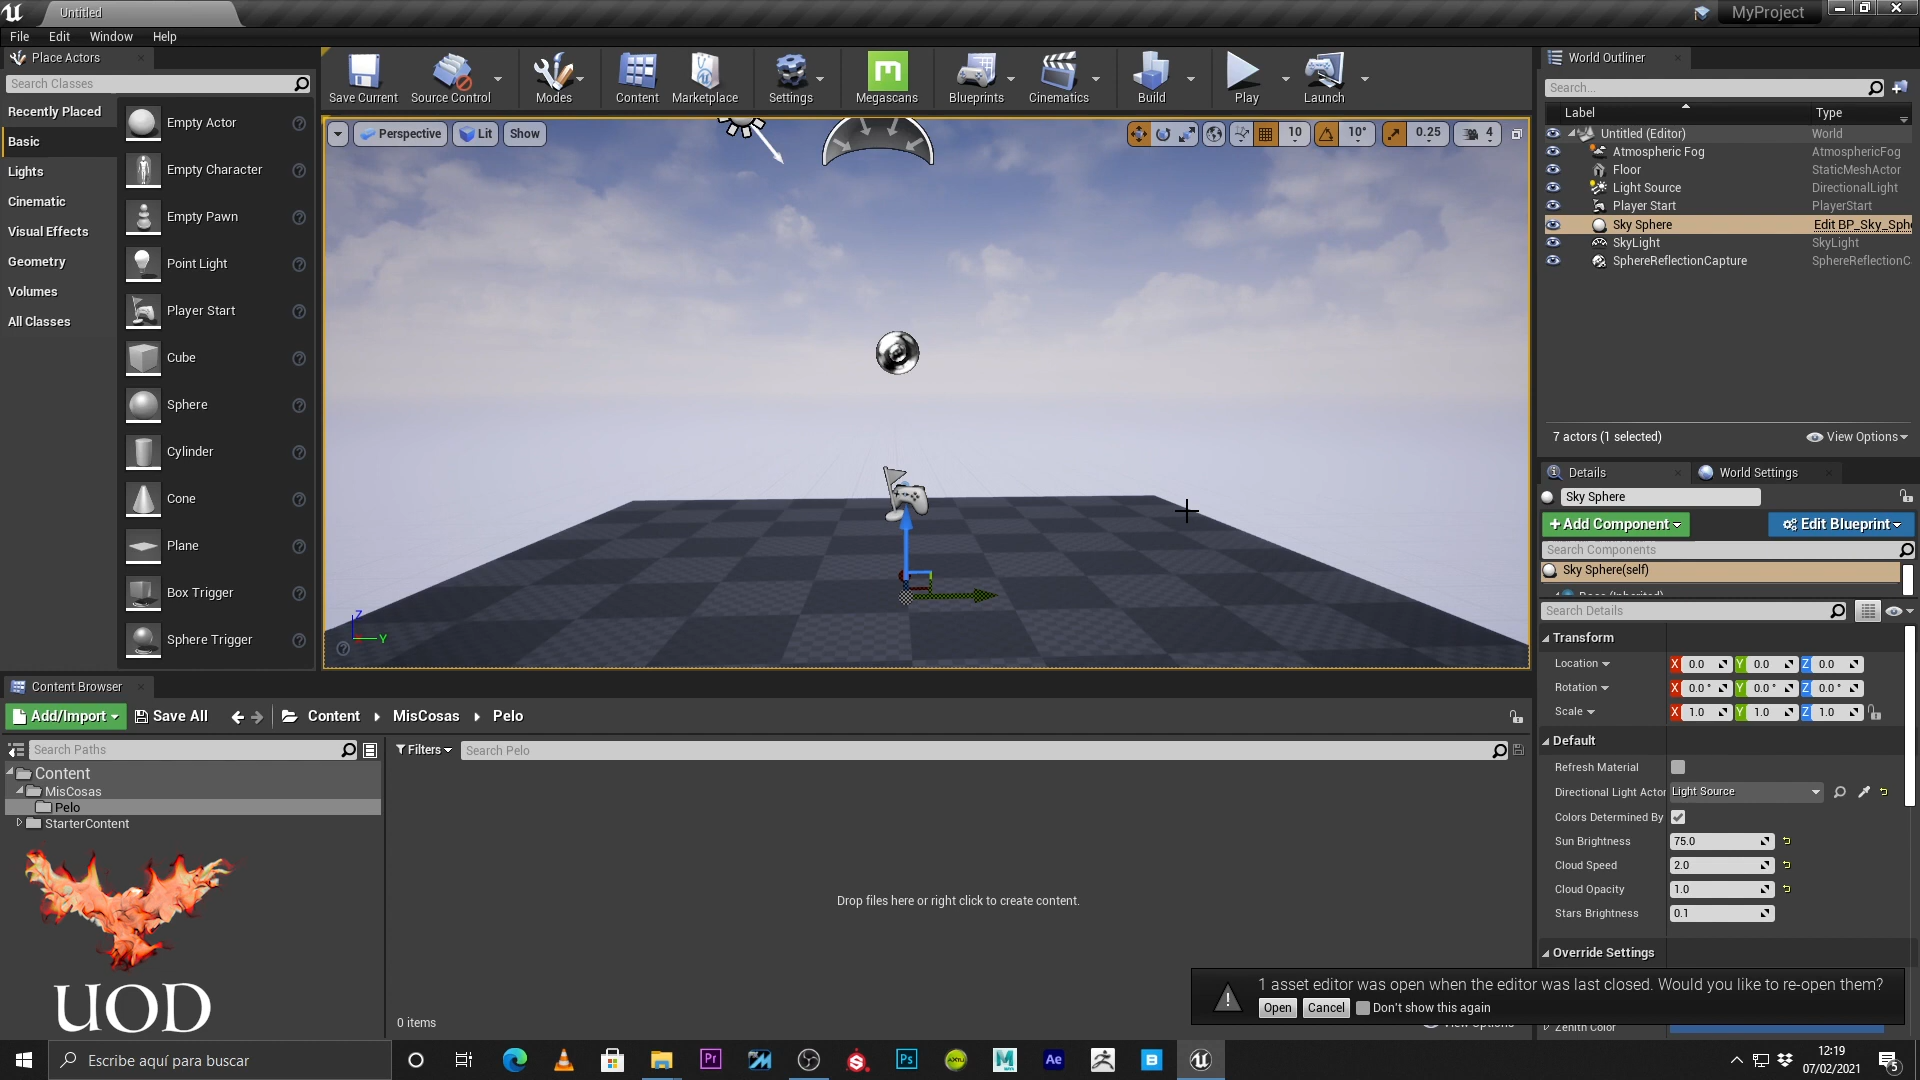 Untitled
MyProject
File Edit Window Help
Place Actors
Search Classes
Recently Placed
Basic
Lights
Cinematic
Visual Effects
Geometry
Volumes
All Classes
Empty Actor
Empty Character
Empty Pawn
Point Light
Player Start
Cube
Sphere
Cylinder
Cone
Plane
Box Trigger
Sphere Trigger
Save Current Source Control Modes Content Marketplace Settings Megascans Blueprints Cinematics Build Play Launch
Perspective Lit Show
10 10° 0.25 4
Z
Y
World Outliner
Search...
Label Type
Untitled (Editor) World
Atmospheric Fog AtmosphericFog
Floor StaticMeshActor
Light Source DirectionalLight
Player Start PlayerStart
Sky Sphere Edit BP_Sky_Sph
SkyLight SkyLight
SphereReflectionCapture SphereReflectionC
7 actors (1 selected) View Options
Details World Settings
Sky Sphere
+Add Component Edit Blueprint
Search Components
Sky Sphere(self)
Search Details
Transform
Location X 0.0 Y 0.0 Z 0.0
Rotation X 0.0 ° Y 0.0 ° Z 0.0 °
Scale X 1.0 Y 1.0 Z 1.0
Default
Refresh Material
Directional Light Actor Light Source
Colors Determined By
Sun Brightness 75.0
Cloud Speed 2.0
Cloud Opacity 1.0
Stars Brightness 0.1
Override Settings
Zenith Color
Content Browser
Add/Import Save All Content MisCosas Pelo
Search Paths
Filters Search Pelo
Content
MisCosas
Pelo
StarterContent
UOD
Drop files here or right click to create content.
0 items
1 asset editor was open when the editor was last closed. Would you like to re-open them?
Open Cancel Don't show this again
Escribe aquí para buscar
Pr Ps Ae
12:19
07/02/2021
5